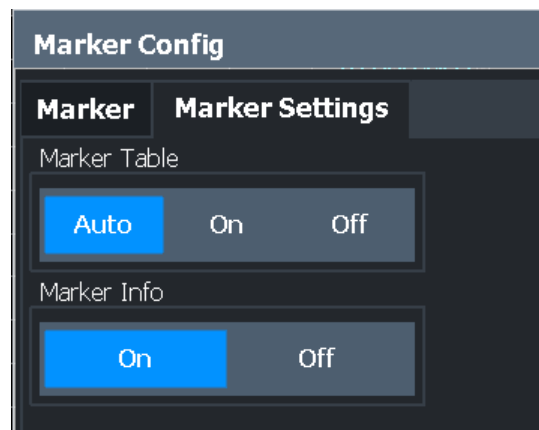 Marker Config
Marker Marker Settings
Marker Table
Auto On Off
Marker Info
On Off